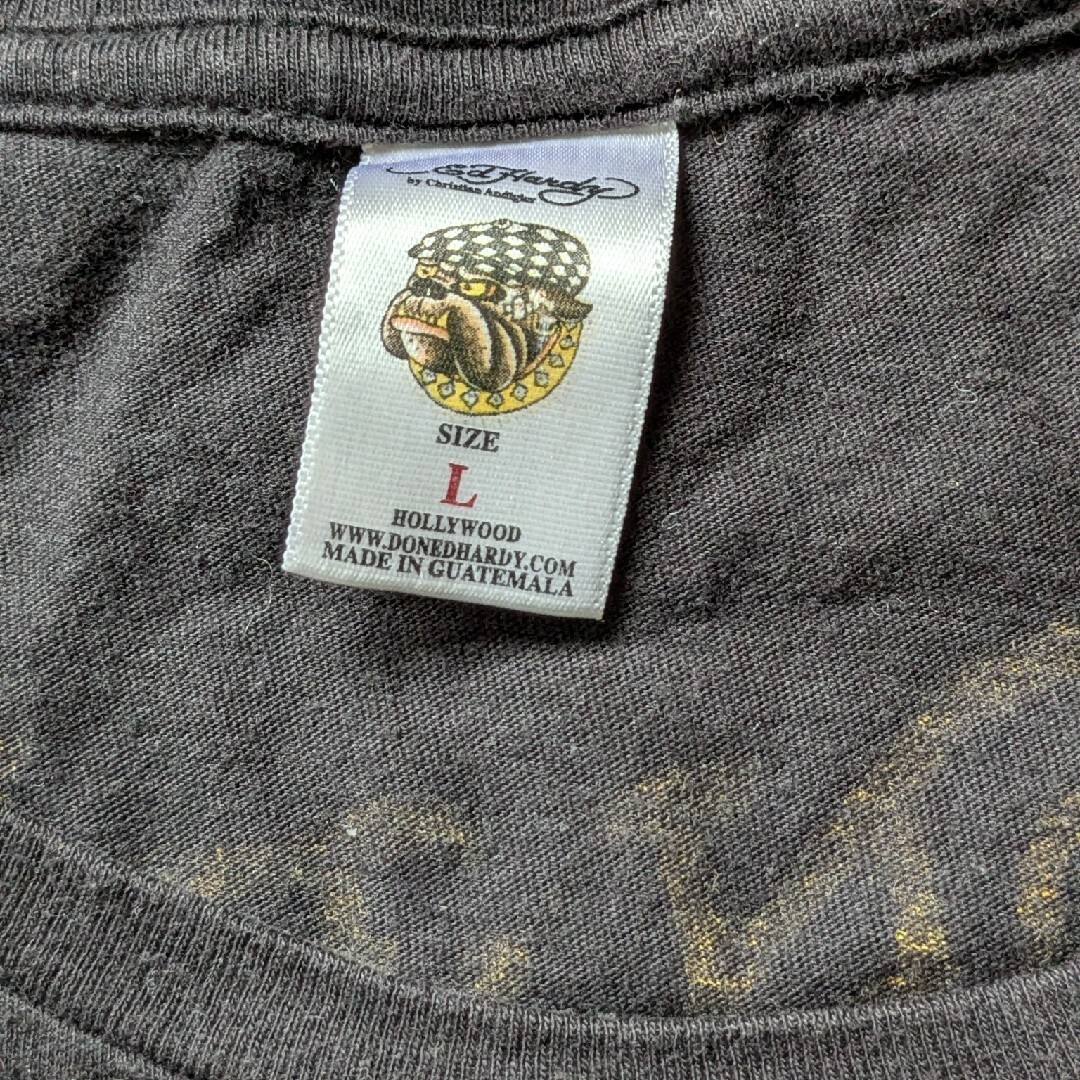 Ed Hardy
by Christian Audigier
SIZE
L
HOLLYWOOD
WWW.DONEDHARDY.COM
MADE IN GUATEMALA